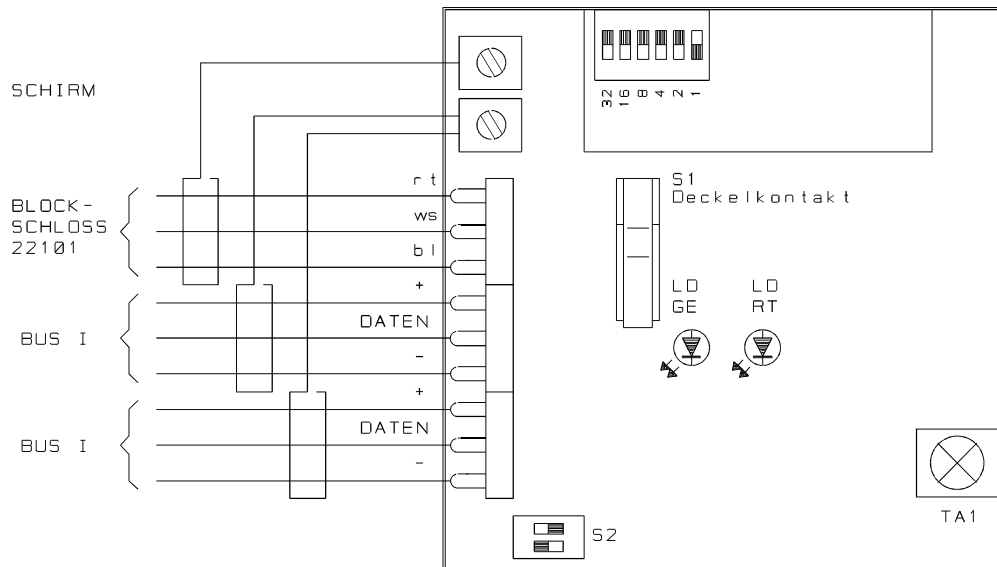 SCHIRM
BLOCK-
SCHLOSS
22101
BUS I
BUS I
rt
ws
bl
+
DATEN
-
+
DATEN
-
32
16
8
4
2
1
S1
Deckelkontakt
LD
GE
LD
RT
S2
TA1